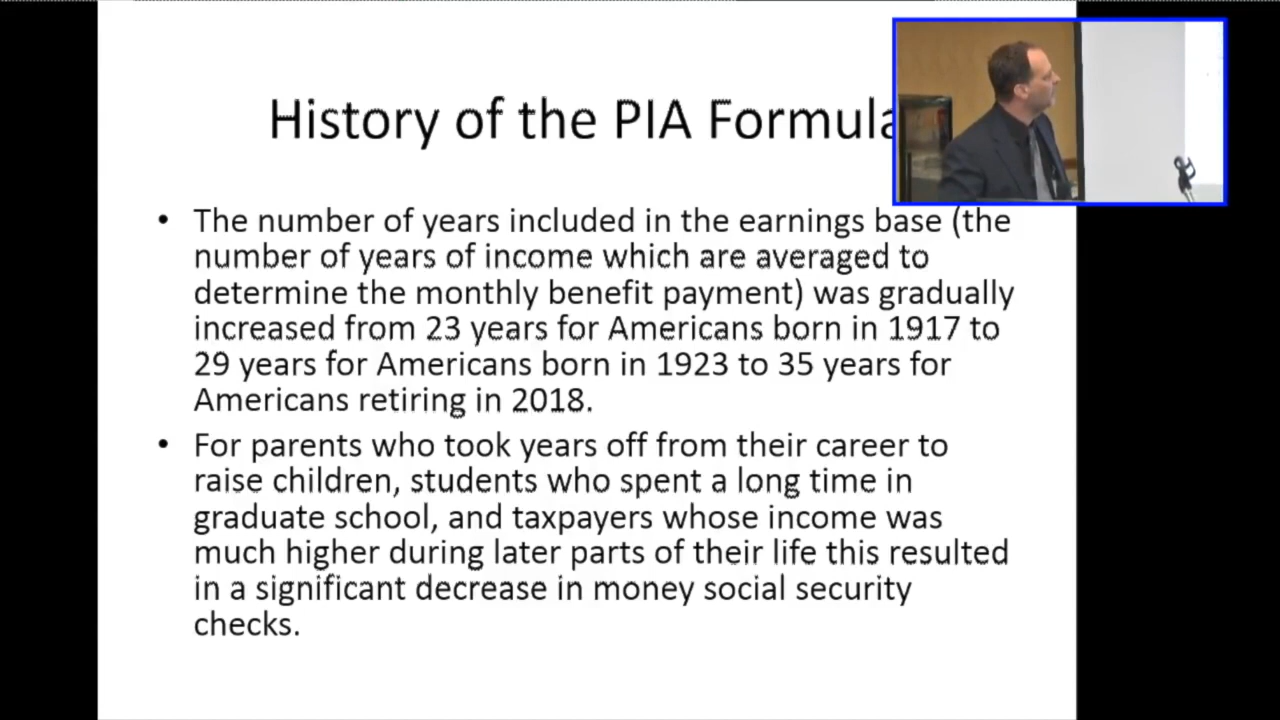 History of the PIA Formula
• The number of years included in the earnings base (the
number of years of income which are averaged to
determine the monthly benefit payment) was gradually
increased from 23 years for Americans born in 1917 to
29 years for Americans born in 1923 to 35 years for
Americans retiring in 2018.
• For parents who took years off from their career to
raise children, students who spent a long time in
graduate school, and taxpayers whose income was
much higher during later parts of their life this resulted
in a significant decrease in money social security
checks.